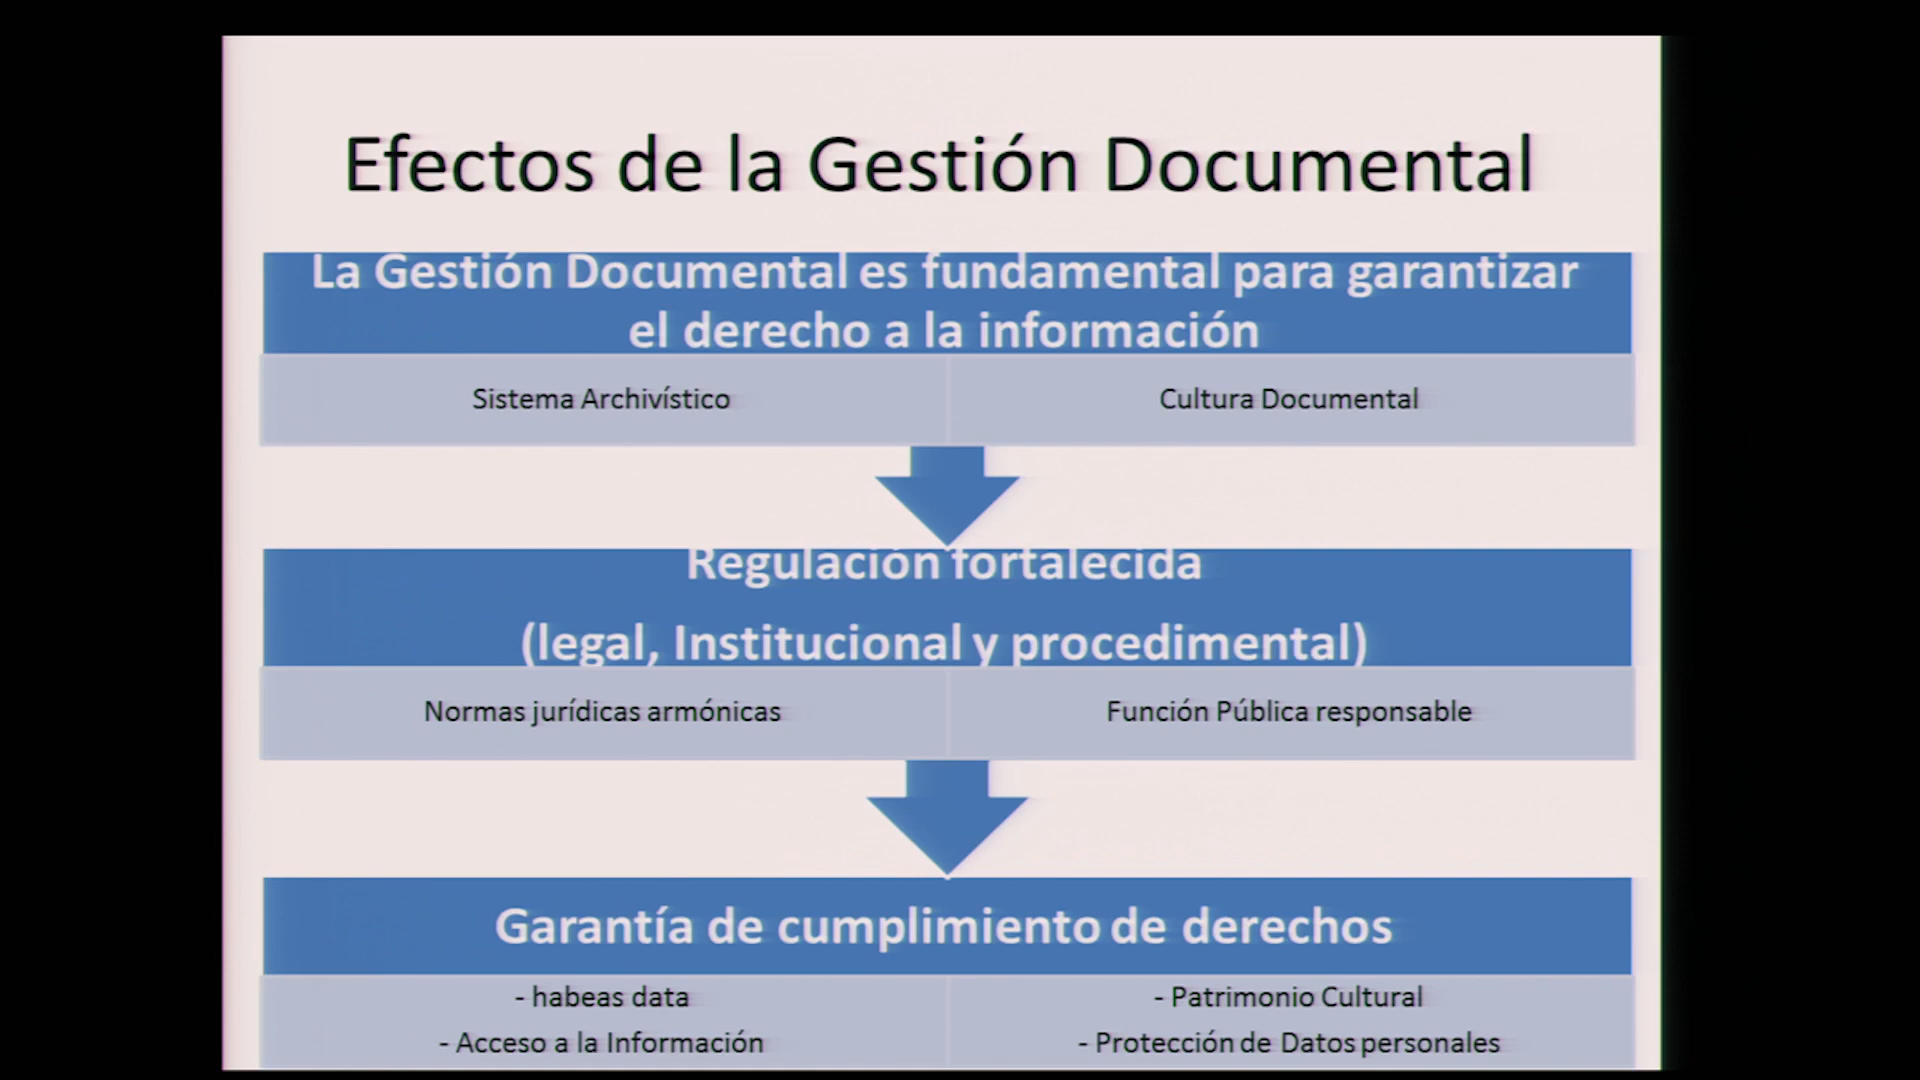 Efectos de la Gestión Documental
La Gestión Documental es fundamental para garantizar
el derecho a la información
Sistema Archivístico
Cultura Documental
Regulación fortalecida
(legal, Institucional y procedimental)
Normas jurídicas armónicas
Función Pública responsable
Garantía de cumplimiento de derechos
- habeas data
- Acceso a la Información
- Patrimonio Cultural
- Protección de Datos personales